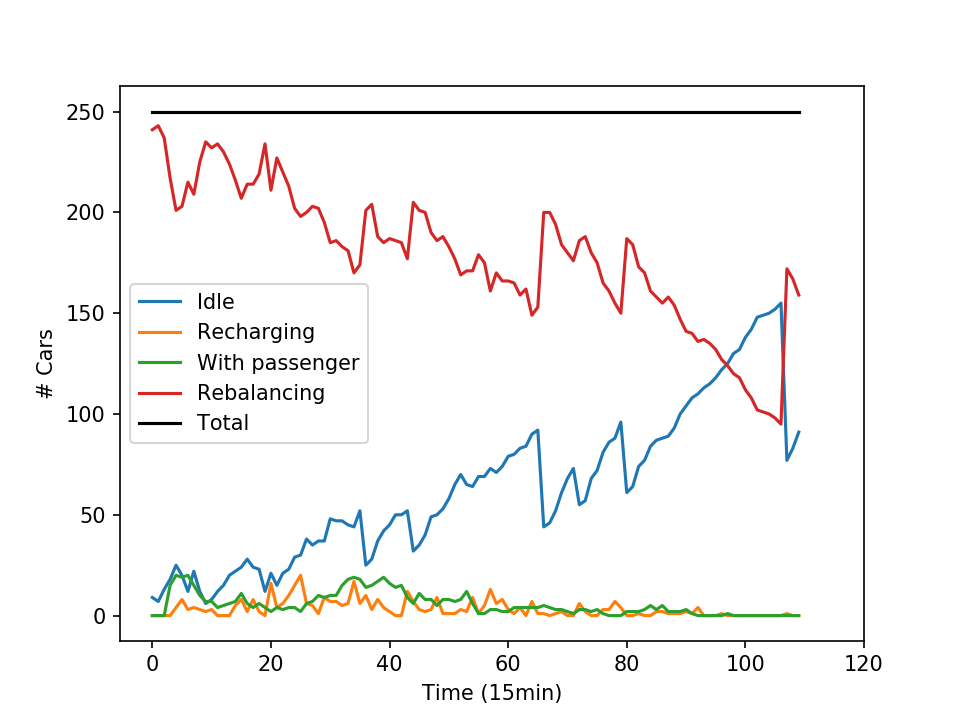 250
200
150
100
50
0
# Cars
Idle
Recharging
With passenger
Rebalancing
Total
0 20 40 60 80 100 120
Time (15min)